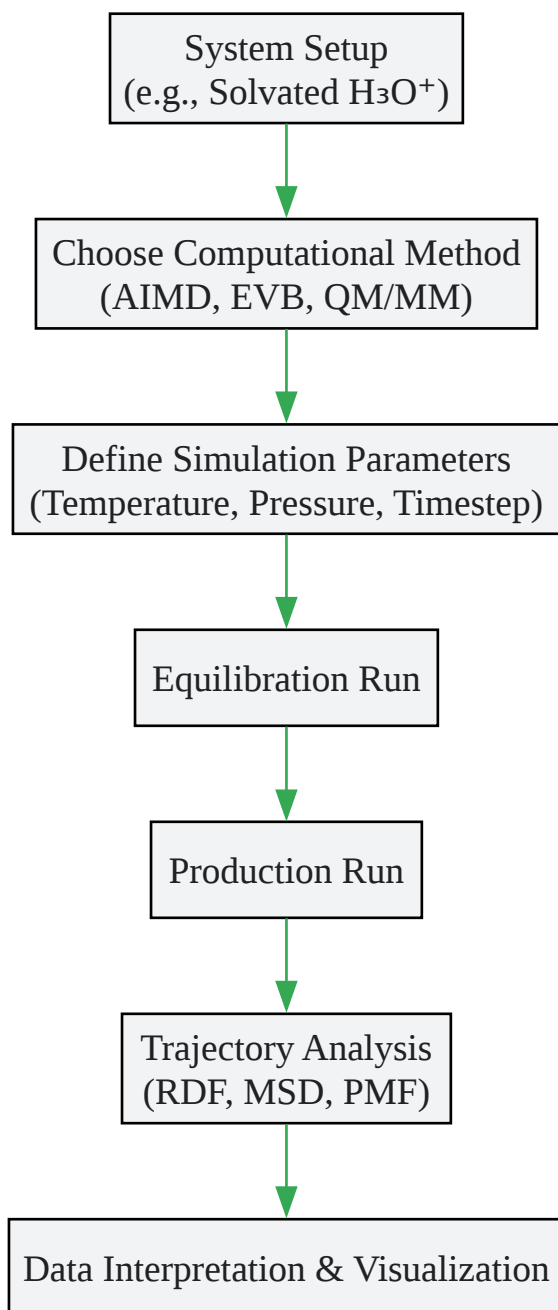 System Setup
(e.g., Solvated H₃O⁺)
Choose Computational Method
(AIMD, EVB, QM/MM)
Define Simulation Parameters
(Temperature, Pressure, Timestep)
Equilibration Run
Production Run
Trajectory Analysis
(RDF, MSD, PMF)
Data Interpretation & Visualization